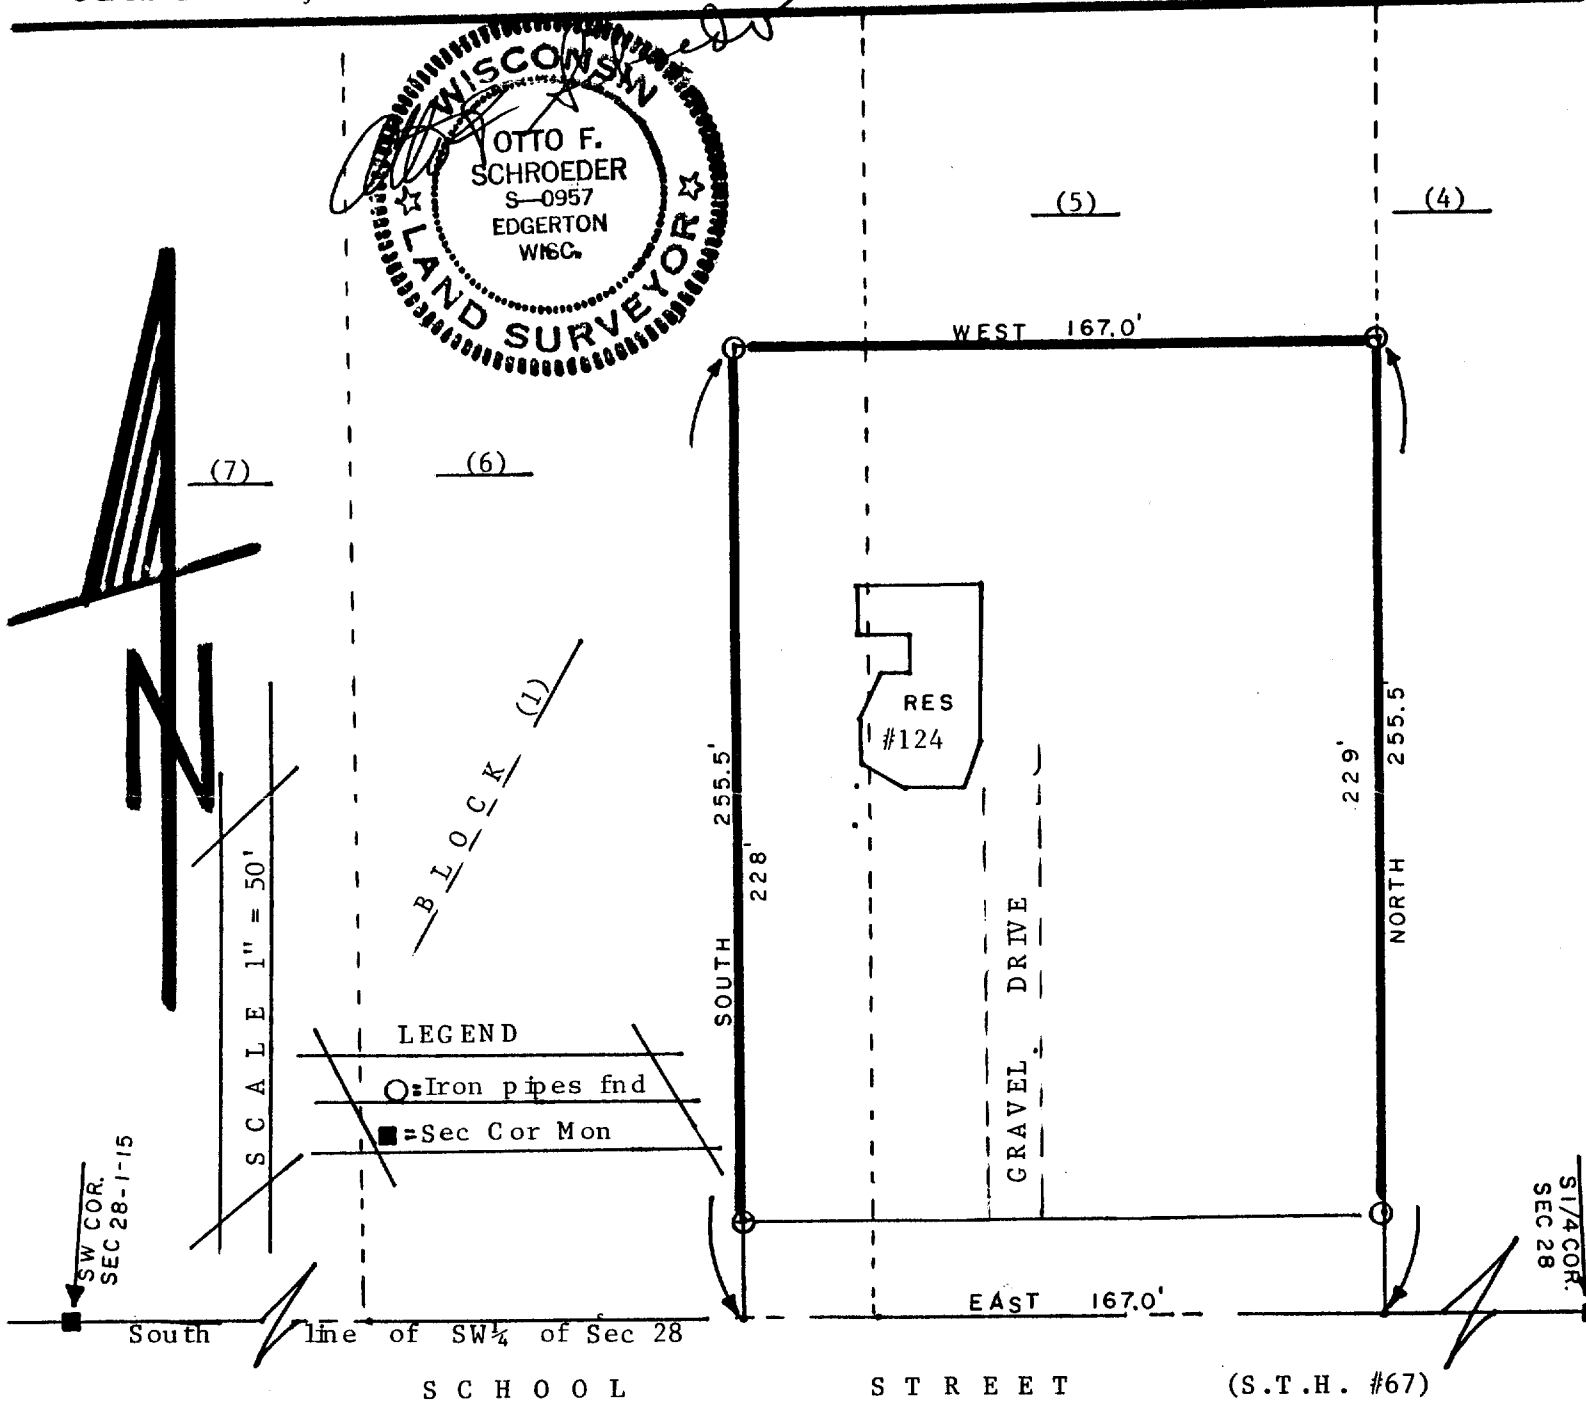 WISCONSIN
OTTO F.
SCHROEDER
S-0957
EDGERTON
WISC.
LAND SURVEYOR
(5)
(4)
WEST 167.0'
(7)
(6)
N
BLOCK (1)
RES
#124
SOUTH 255.5'
228'
229'
NORTH 255.5'
GRAVEL DRIVE
SCALE 1" = 50'
LEGEND
O=Iron pipes fnd
■=Sec Cor Mon
SW COR.
SEC 28-1-15
S1/4 COR.
SEC 28
EAST 167.0'
South line of SW¼ of Sec 28
SCHOOL STREET (S.T.H. #67)